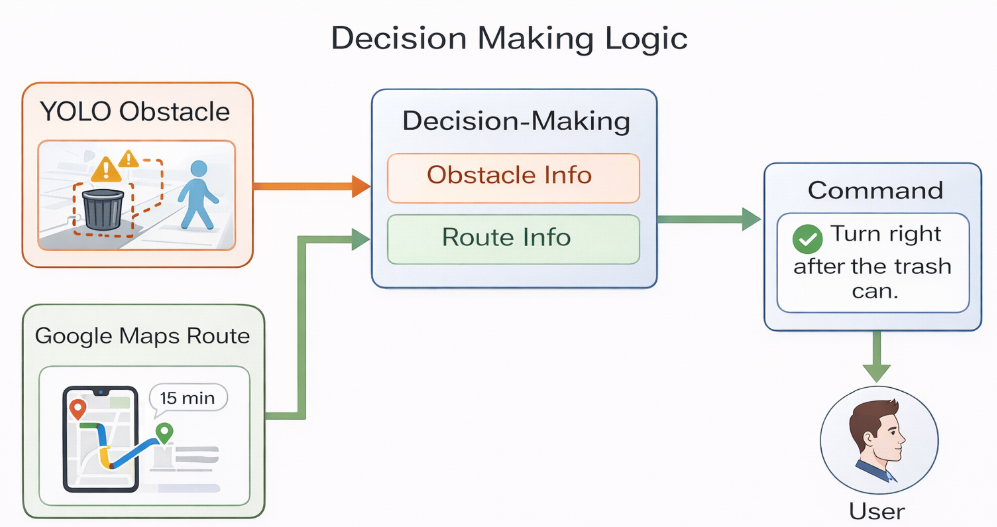 Decision Making Logic
YOLO Obstacle
Decision-Making
Obstacle Info
Route Info
Command
Turn right
after the trash
can.
Google Maps Route
15 min
User